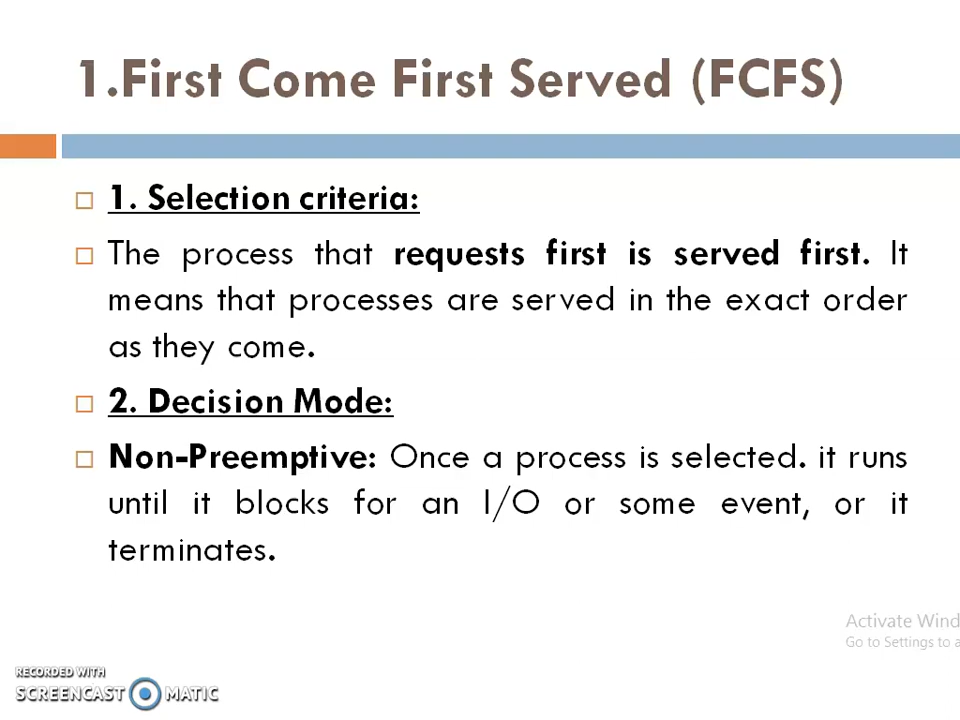 1.First Come First Served (FCFS)
1. Selection criteria:
The process that requests first is served first. It
means that processes are served in the exact order
as they come.
2. Decision Mode:
Non-Preemptive: Once a process is selected. it runs
until it blocks for an I/O or some event, or it
terminates.
Activate Wind
Go to Settings to a
RECORDED WITH
SCREENCAST MATIC